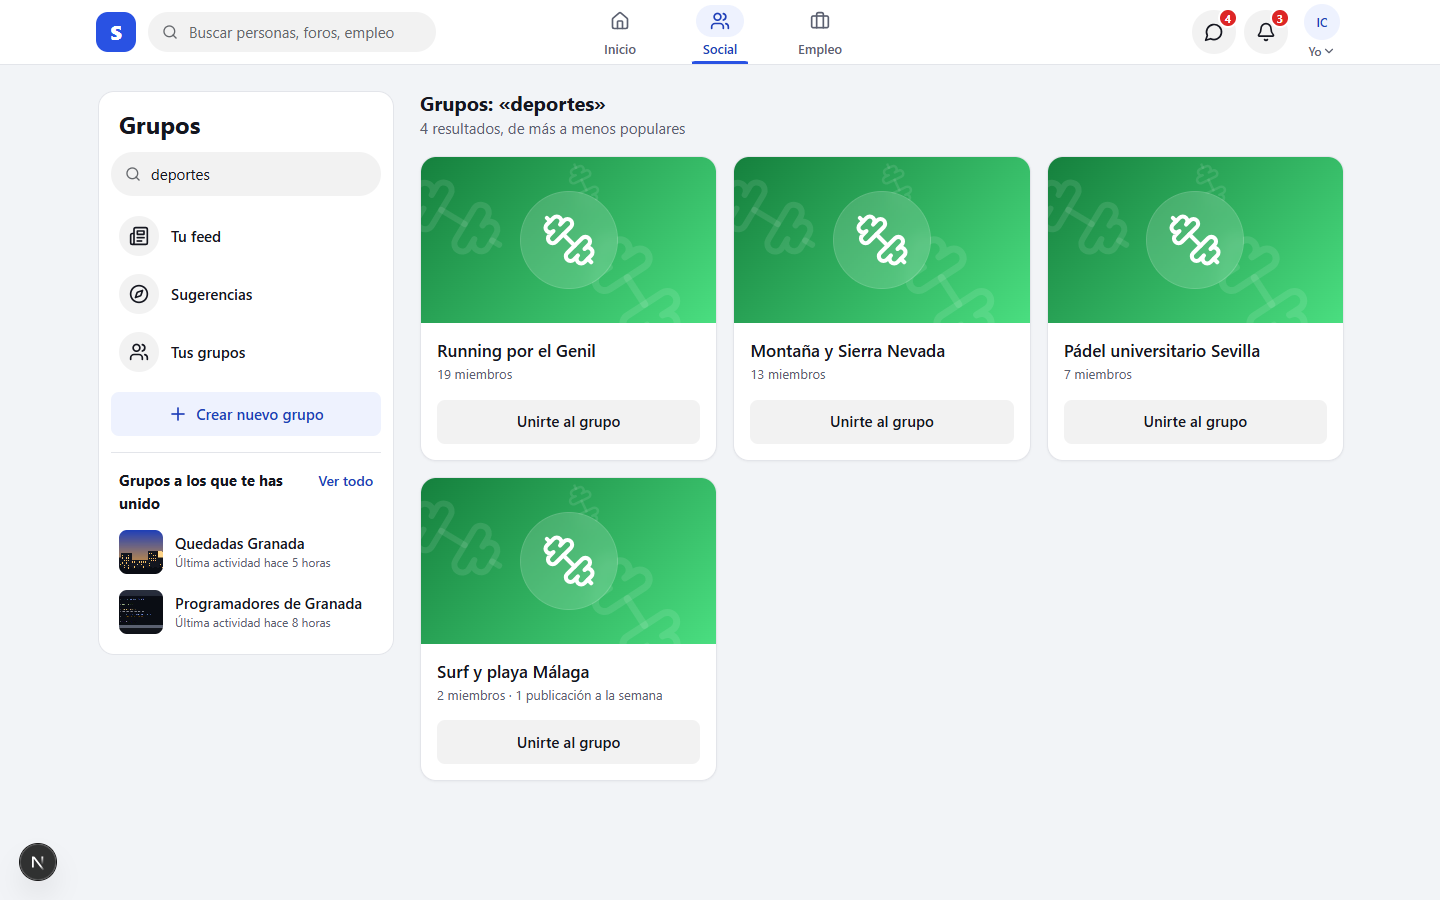 S
Buscar personas, foros, empleo
Inicio
Social
Empleo
4
3
IC
Yo
Grupos
deportes
Tu feed
Sugerencias
Tus grupos
Crear nuevo grupo
Grupos a los que te has unido
Ver todo
Quedadas Granada
Última actividad hace 5 horas
Programadores de Granada
Última actividad hace 8 horas
Grupos: «deportes»
4 resultados, de más a menos populares
Running por el Genil
19 miembros
Unirte al grupo
Montaña y Sierra Nevada
13 miembros
Unirte al grupo
Pádel universitario Sevilla
7 miembros
Unirte al grupo
Surf y playa Málaga
2 miembros · 1 publicación a la semana
Unirte al grupo
N